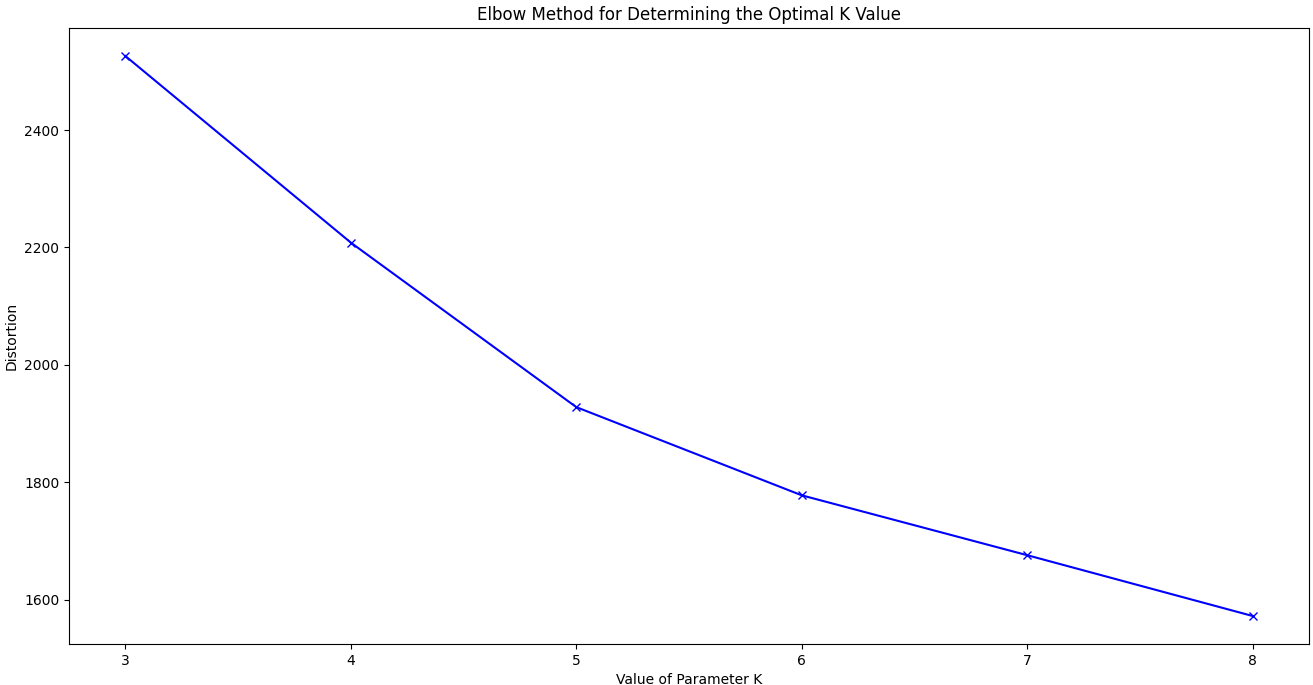 Elbow Method for Determining the Optimal K Value
2400
2200
2000
1800
1600
Distortion
3 4 5 6 7 8
Value of Parameter K